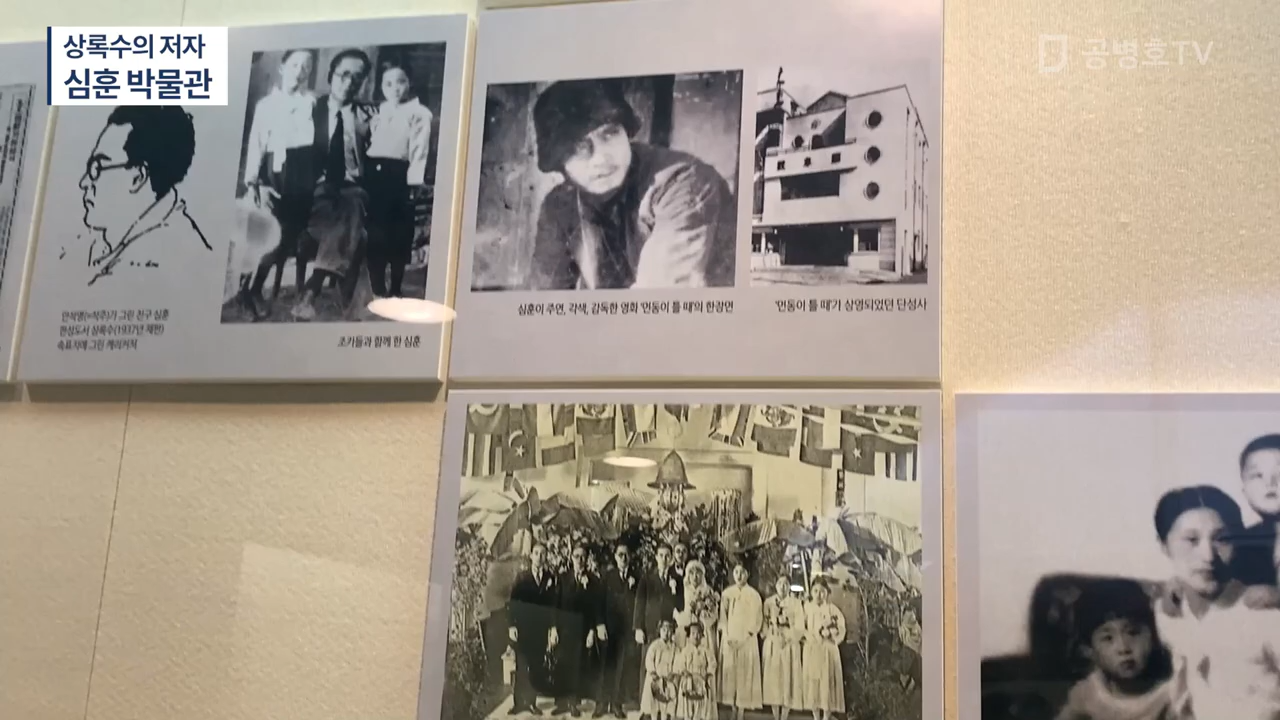 상록수의 저자
심훈 박물관
공병호TV
안석영(=석주)가 그린 친구 심훈
한성도서 상록수(1937년 재판)
속표지에 그린 캐리커처
조카들과 함께 한 심훈
심훈이 주연, 각색, 감독한 영화 '먼동이 틀 때'의 한장면
'먼동이 틀 때'가 상영되었던 단성사